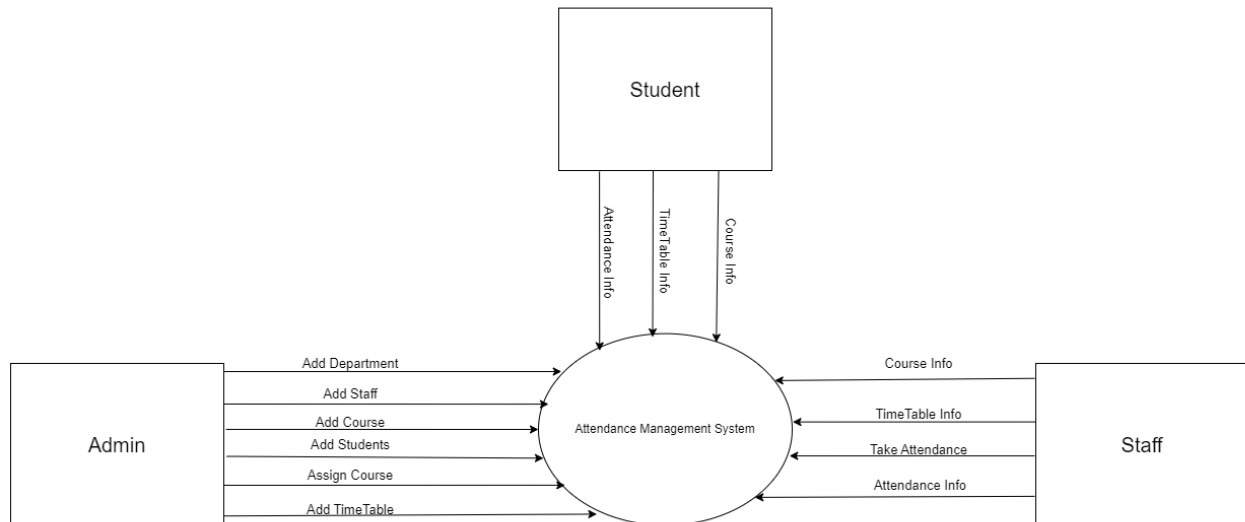 Student
Attendance Info
TimeTable Info
Course Info
Add Department
Add Staff
Add Course
Add Students
Assign Course
Add TimeTable
Admin
Attendance Management System
Course Info
TimeTable Info
Take Attendance
Attendance Info
Staff